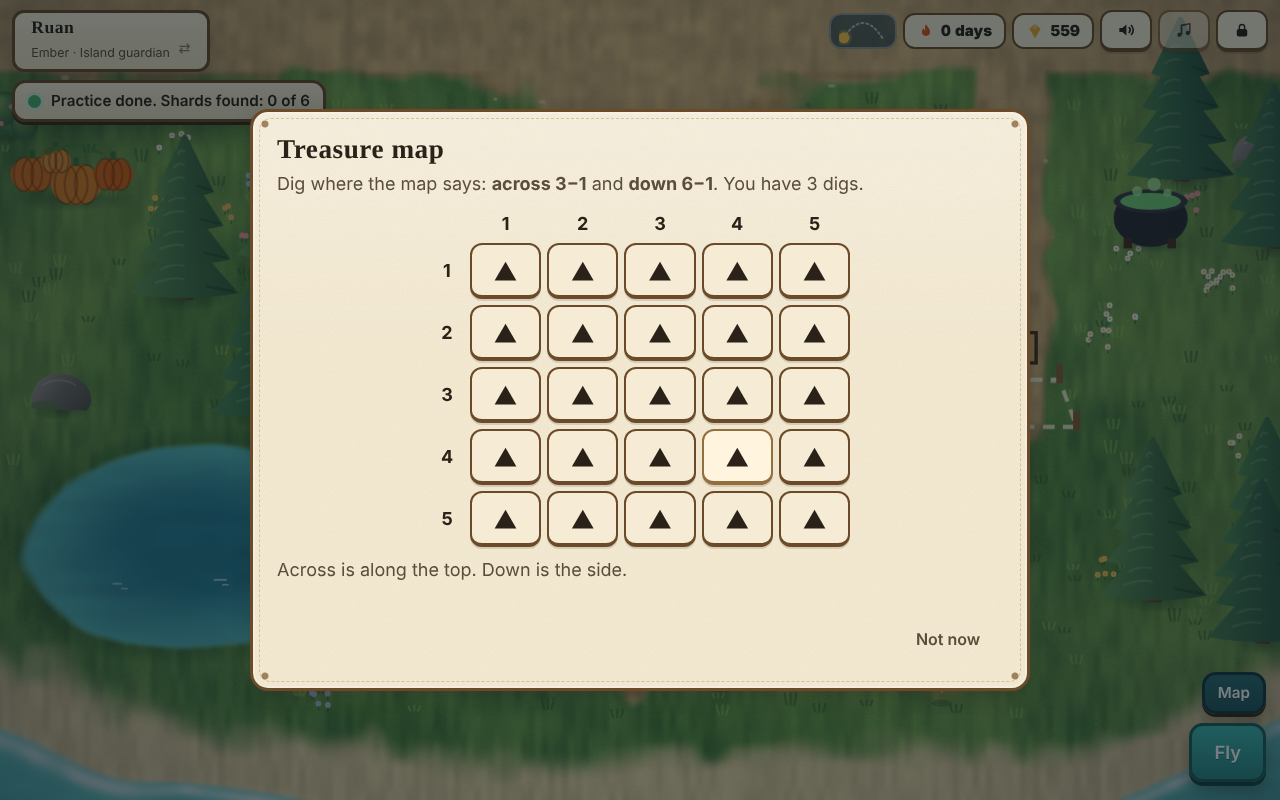 Ruan
Ember · Island guardian
0 days
559
Practice done. Shards found: 0 of 6
Treasure map
Dig where the map says: across 3−1 and down 6−1. You have 3 digs.
1 2 3 4 5
1
2
3
4
5
Across is along the top. Down is the side.
Not now
Map
Fly